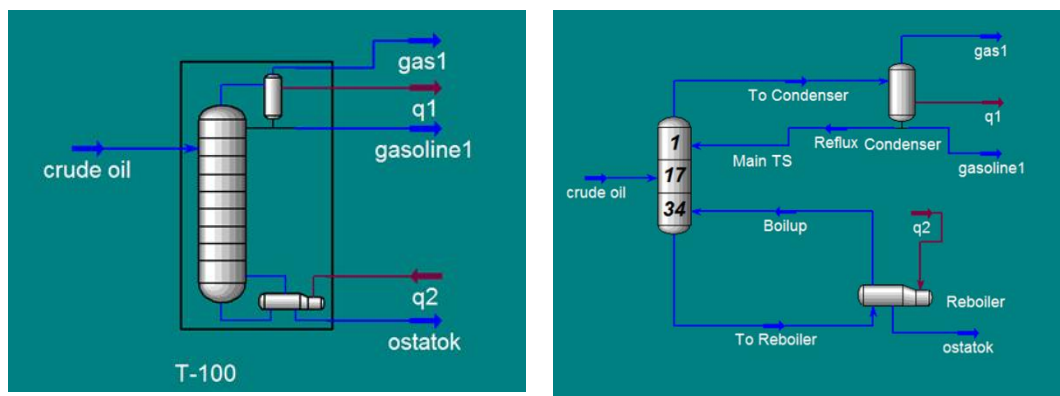 gas1
q1
gasoline1
crude oil
q2
ostatok
T-100
gas1
To Condenser
q1
1
Reflux Condenser
Main TS
gasoline1
17
crude oil
34
Boilup
q2
Reboiler
To Reboiler
ostatok